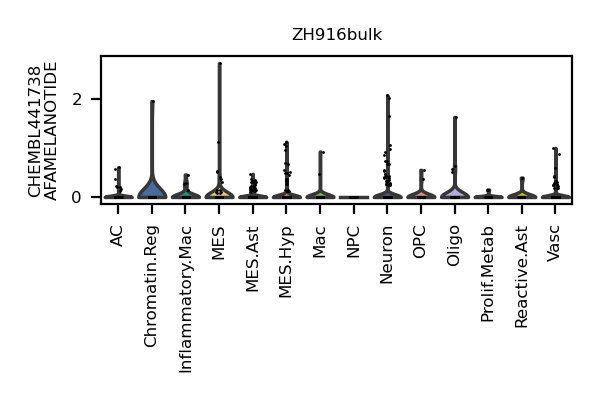 ZH916bulk
CHEMBL441738
AFAMELANOTIDE
2
0
AC
Chromatin.Reg
Inflammatory.Mac
MES
MES.Ast
MES.Hyp
Mac
NPC
Neuron
OPC
Oligo
Prolif.Metab
Reactive.Ast
Vasc